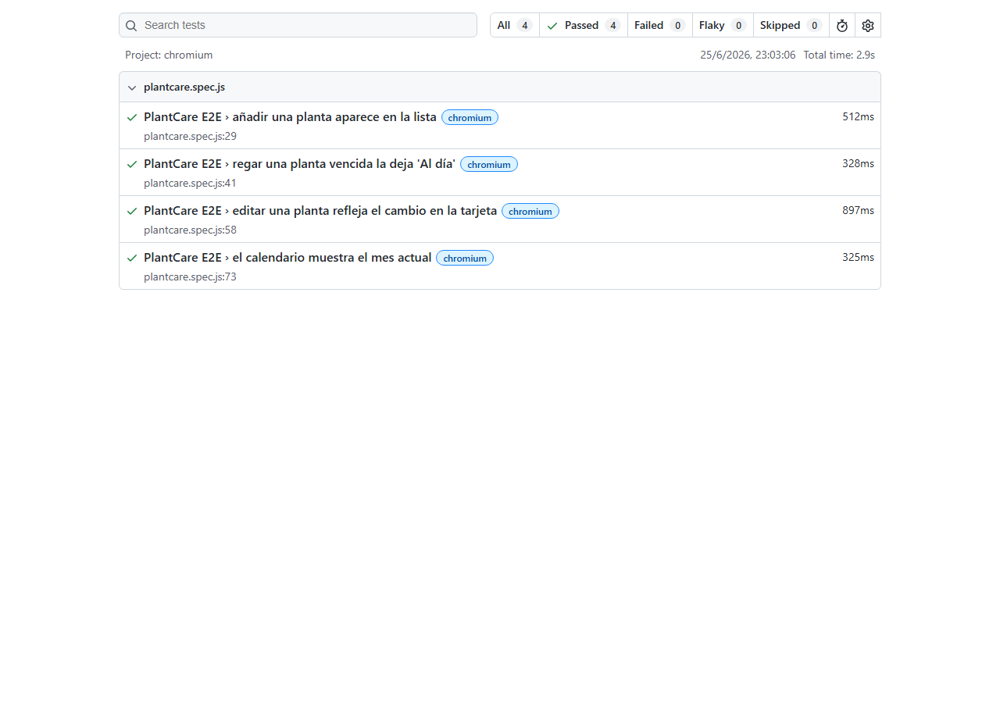 Search tests
All 4 Passed 4 Failed 0 Flaky 0 Skipped 0
Project: chromium 25/6/2026, 23:03:06 Total time: 2.9s
plantcare.spec.js
PlantCare E2E › añadir una planta aparece en la lista chromium 512ms
plantcare.spec.js:29
PlantCare E2E › regar una planta vencida la deja 'Al día' chromium 328ms
plantcare.spec.js:41
PlantCare E2E › editar una planta refleja el cambio en la tarjeta chromium 897ms
plantcare.spec.js:58
PlantCare E2E › el calendario muestra el mes actual chromium 325ms
plantcare.spec.js:73